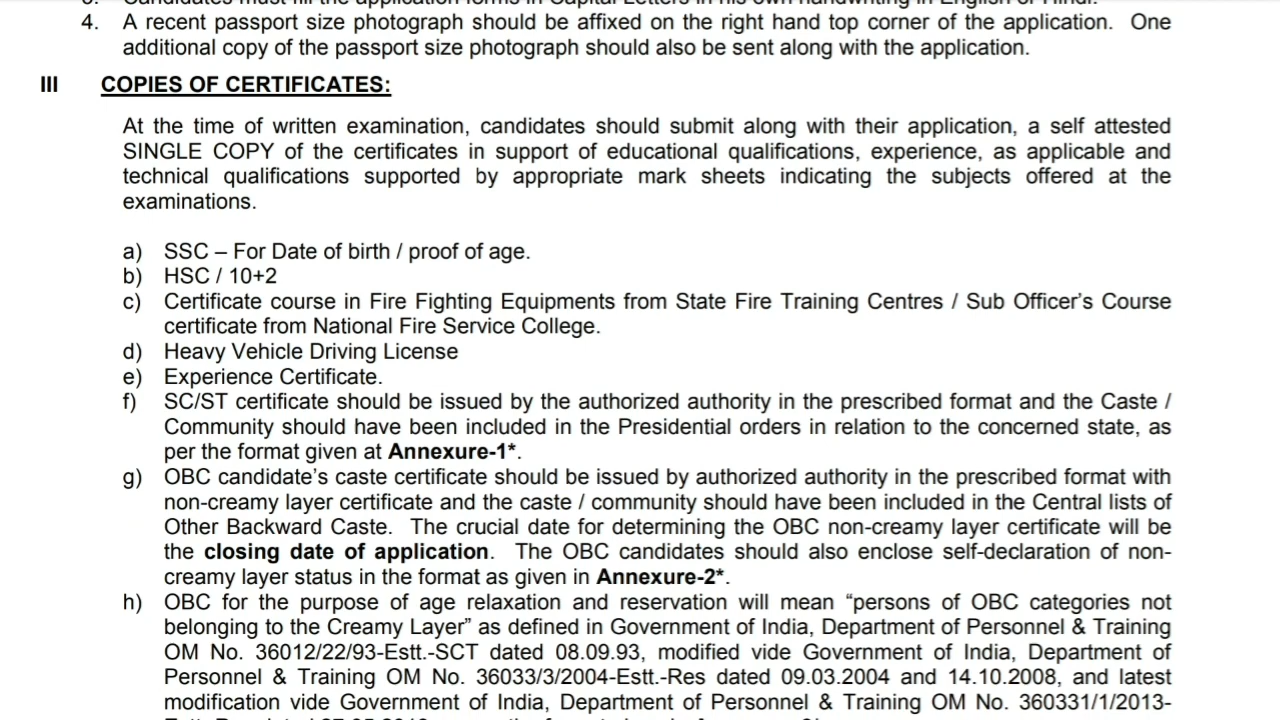 4. A recent passport size photograph should be affixed on the right hand top corner of the application. One
additional copy of the passport size photograph should also be sent along with the application.
III COPIES OF CERTIFICATES:
At the time of written examination, candidates should submit along with their application, a self attested
SINGLE COPY of the certificates in support of educational qualifications, experience, as applicable and
technical qualifications supported by appropriate mark sheets indicating the subjects offered at the
examinations.
a) SSC – For Date of birth / proof of age.
b) HSC / 10+2
c) Certificate course in Fire Fighting Equipments from State Fire Training Centres / Sub Officer's Course
certificate from National Fire Service College.
d) Heavy Vehicle Driving License
e) Experience Certificate.
f) SC/ST certificate should be issued by the authorized authority in the prescribed format and the Caste /
Community should have been included in the Presidential orders in relation to the concerned state, as
per the format given at Annexure-1*.
g) OBC candidate's caste certificate should be issued by authorized authority in the prescribed format with
non-creamy layer certificate and the caste / community should have been included in the Central lists of
Other Backward Caste. The crucial date for determining the OBC non-creamy layer certificate will be
the closing date of application. The OBC candidates should also enclose self-declaration of non-
creamy layer status in the format as given in Annexure-2*.
h) OBC for the purpose of age relaxation and reservation will mean “persons of OBC categories not
belonging to the Creamy Layer” as defined in Government of India, Department of Personnel & Training
OM No. 36012/22/93-Estt.-SCT dated 08.09.93, modified vide Government of India, Department of
Personnel & Training OM No. 36033/3/2004-Estt.-Res dated 09.03.2004 and 14.10.2008, and latest
modification vide Government of India, Department of Personnel & Training OM No. 360331/1/2013-